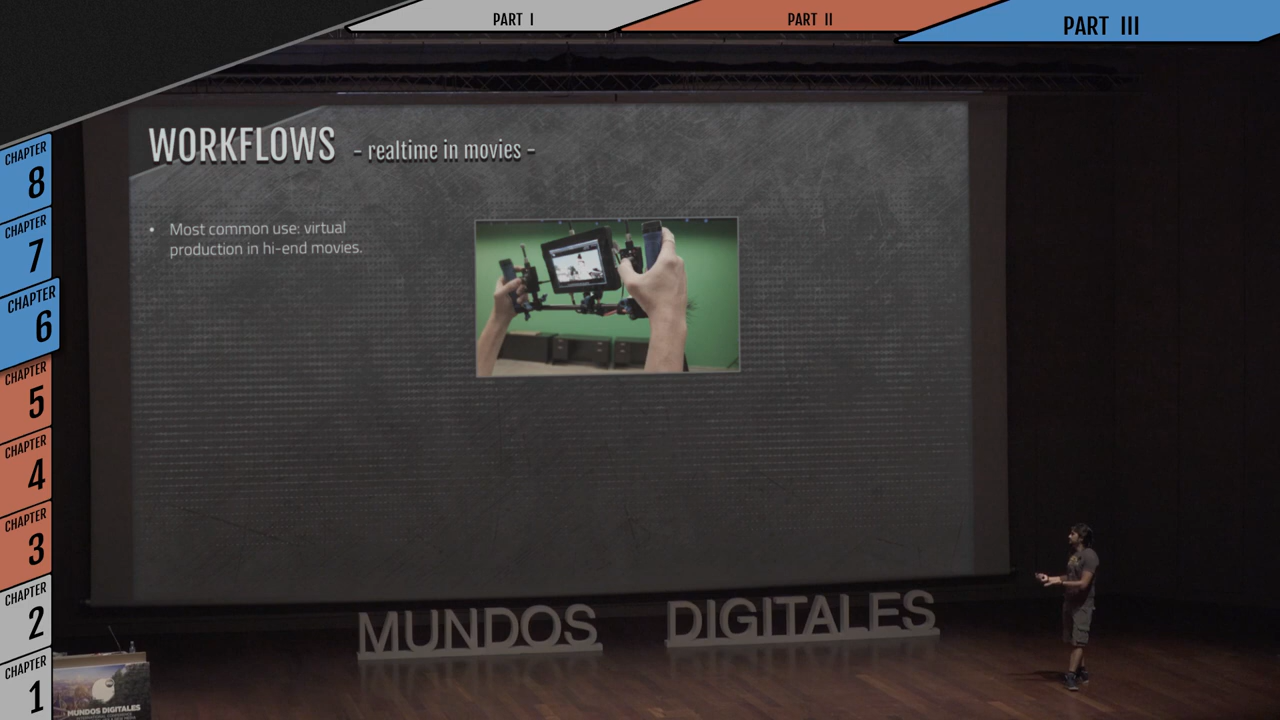 PART I
PART II
PART III
WORKFLOWS - realtime in movies -
• Most common use: virtual
production in hi-end movies.
CHAPTER
8
CHAPTER
7
CHAPTER
6
CHAPTER
5
CHAPTER
4
CHAPTER
3
CHAPTER
2
CHAPTER
1
MUNDOS DIGITALES
MUNDOS DIGITALES